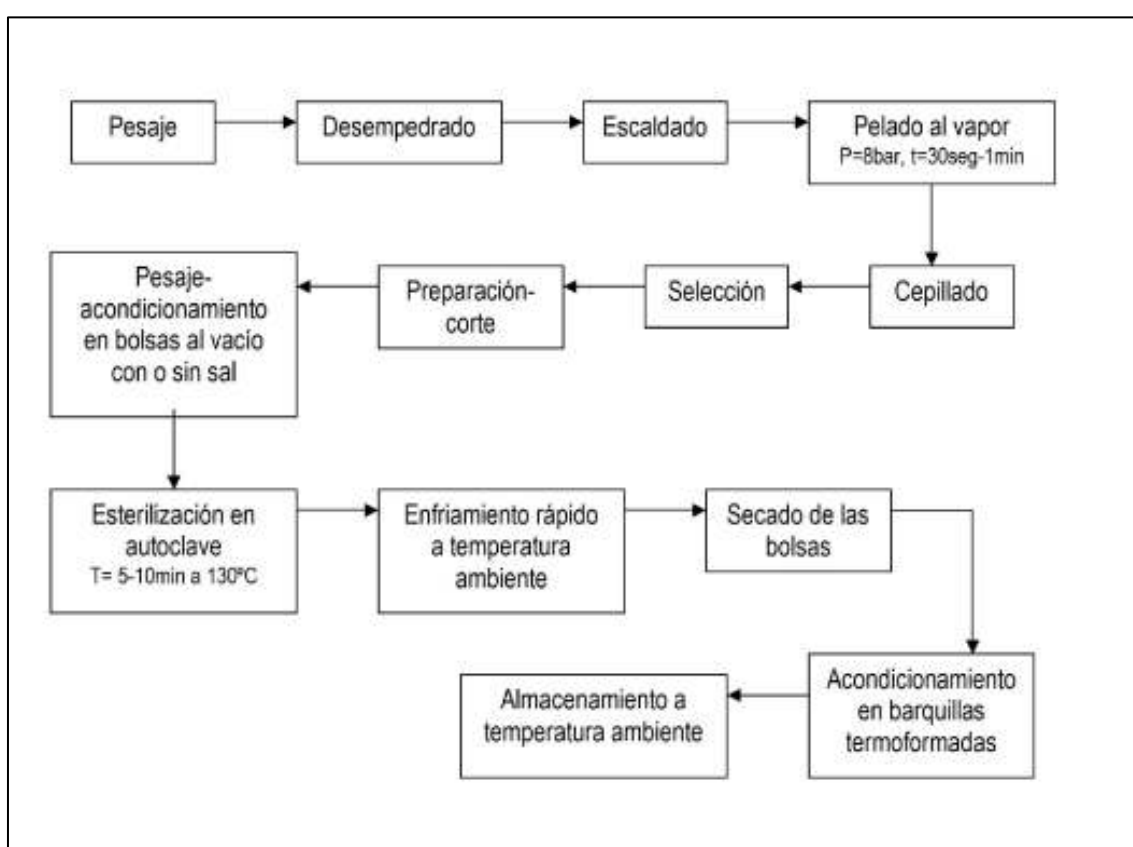 Pesaje
Desempedrado
Escaldado
Pelado al vapor
P=8bar, t=30seg-1min
Cepillado
Selección
Preparación-
corte
Pesaje-
acondicionamiento
en bolsas al vacío
con o sin sal
Esterilización en
autoclave
T= 5-10min a 130ºC
Enfriamiento rápido
a temperatura
ambiente
Secado de las
bolsas
Acondicionamiento
en barquillas
termoformadas
Almacenamiento a
temperatura ambiente